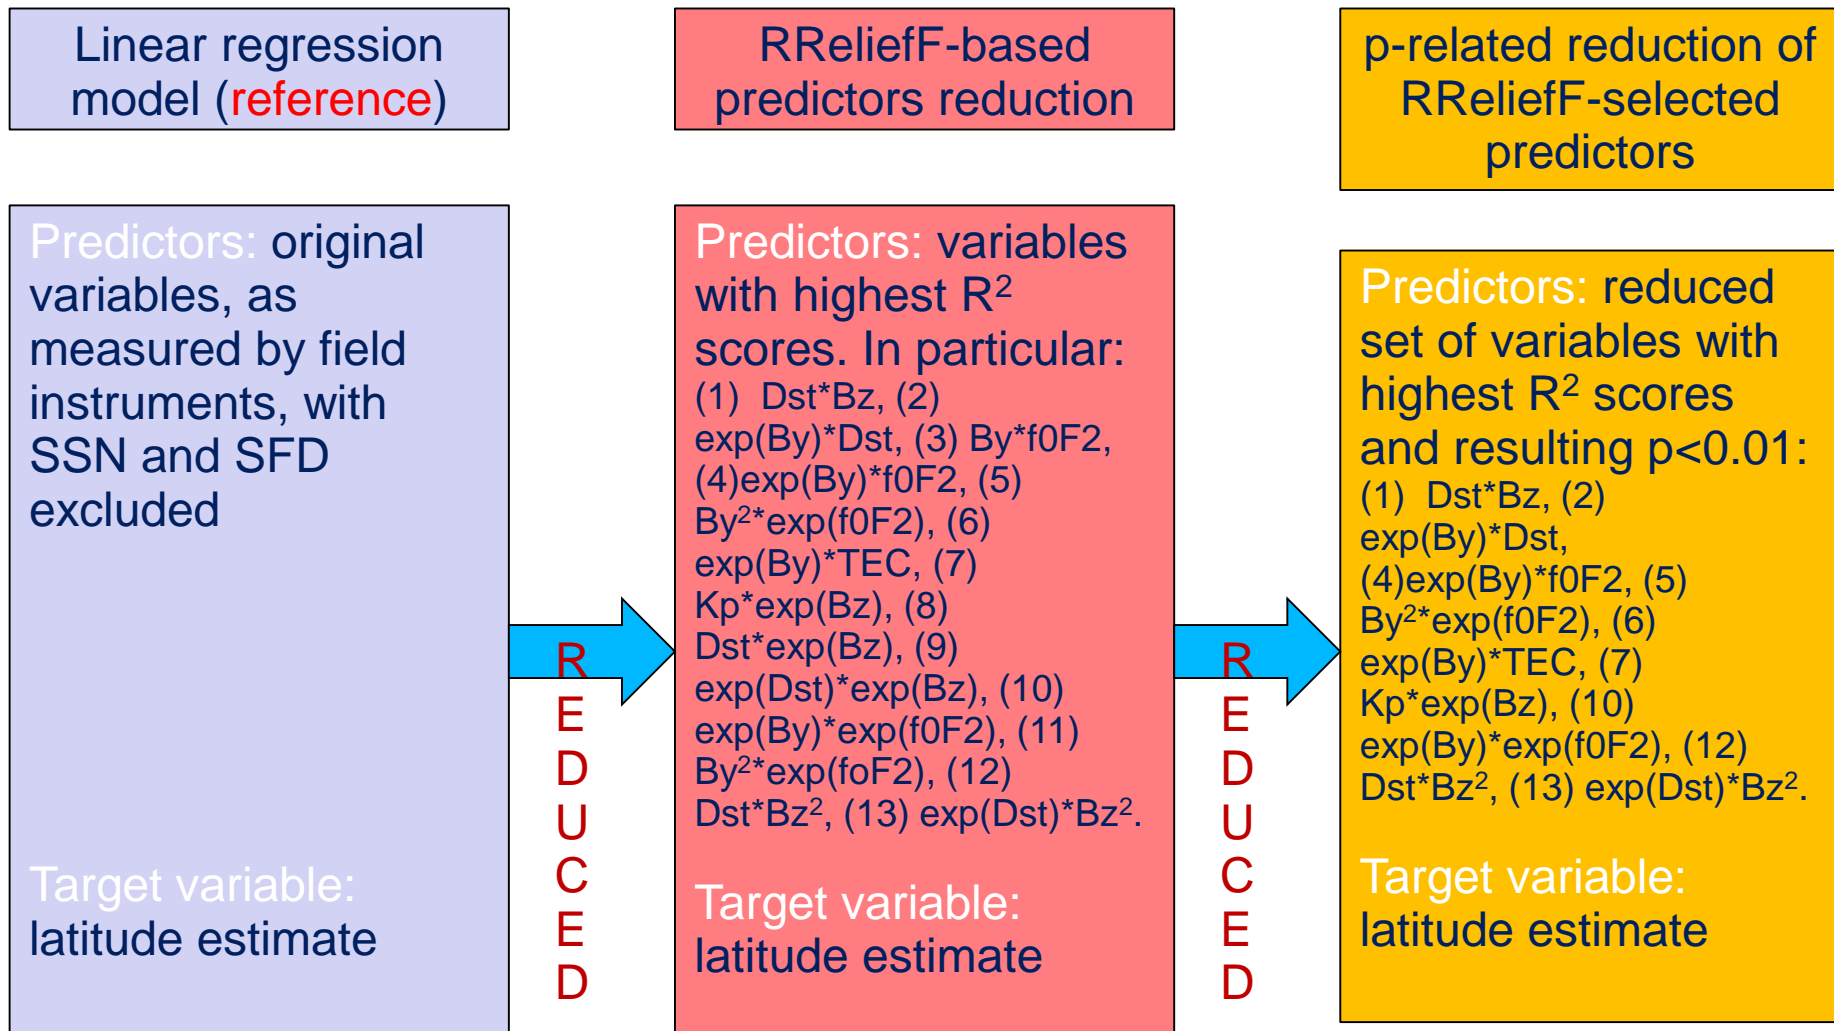 Linear regression
model (reference)
RReliefF-based
predictors reduction
p-related reduction of
RReliefF-selected
predictors
Predictors: original
variables, as
measured by field
instruments, with
SSN and SFD
excluded
Target variable:
latitude estimate
REDUCED
Predictors: variables
with highest R²
scores. In particular:
(1) Dst*Bz, (2)
exp(By)*Dst, (3) By*f0F2,
(4)exp(By)*f0F2, (5)
By²*exp(f0F2), (6)
exp(By)*TEC, (7)
Kp*exp(Bz), (8)
Dst*exp(Bz), (9)
exp(Dst)*exp(Bz), (10)
exp(By)*exp(f0F2), (11)
By²*exp(foF2), (12)
Dst*Bz², (13) exp(Dst)*Bz².
Target variable:
latitude estimate
REDUCED
Predictors: reduced
set of variables with
highest R² scores
and resulting p<0.01:
(1) Dst*Bz, (2)
exp(By)*Dst,
(4)exp(By)*f0F2, (5)
By²*exp(f0F2), (6)
exp(By)*TEC, (7)
Kp*exp(Bz), (10)
exp(By)*exp(f0F2), (12)
Dst*Bz², (13) exp(Dst)*Bz².
Target variable:
latitude estimate